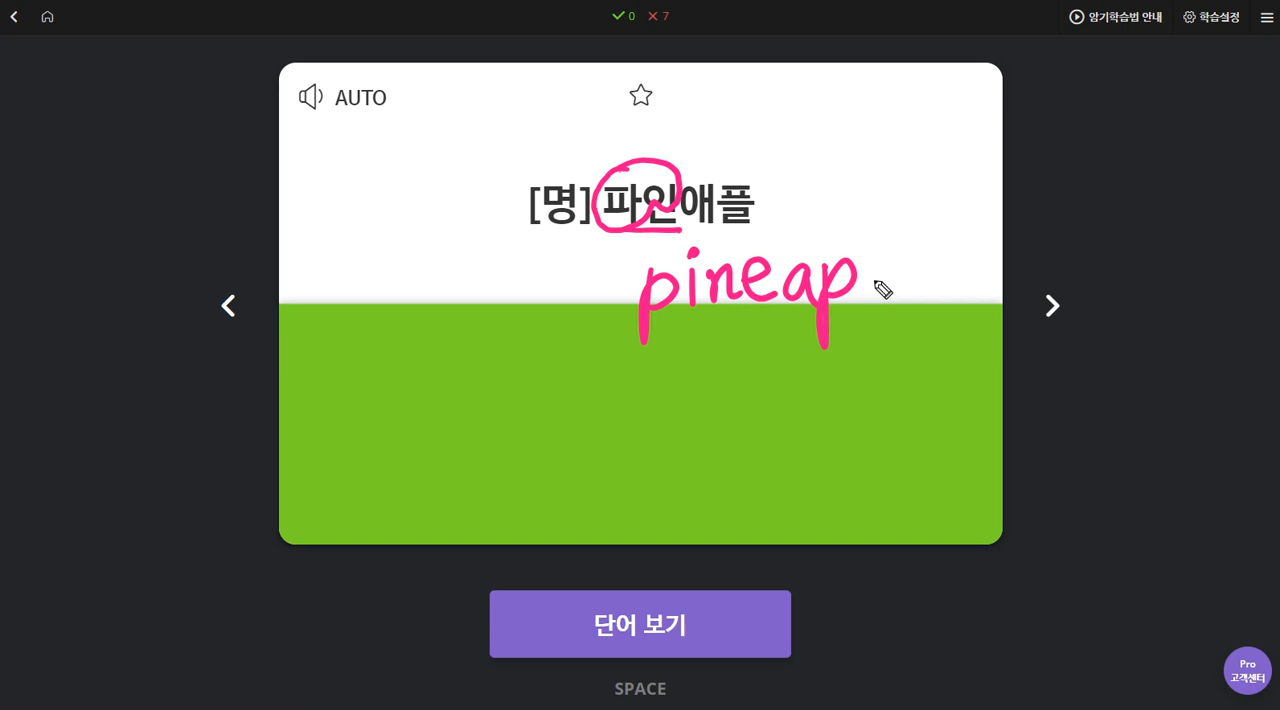 0 7 암기학습법 안내 학습설정
AUTO
[명] 파인애플
pineap
단어 보기
SPACE
Pro
고객센터